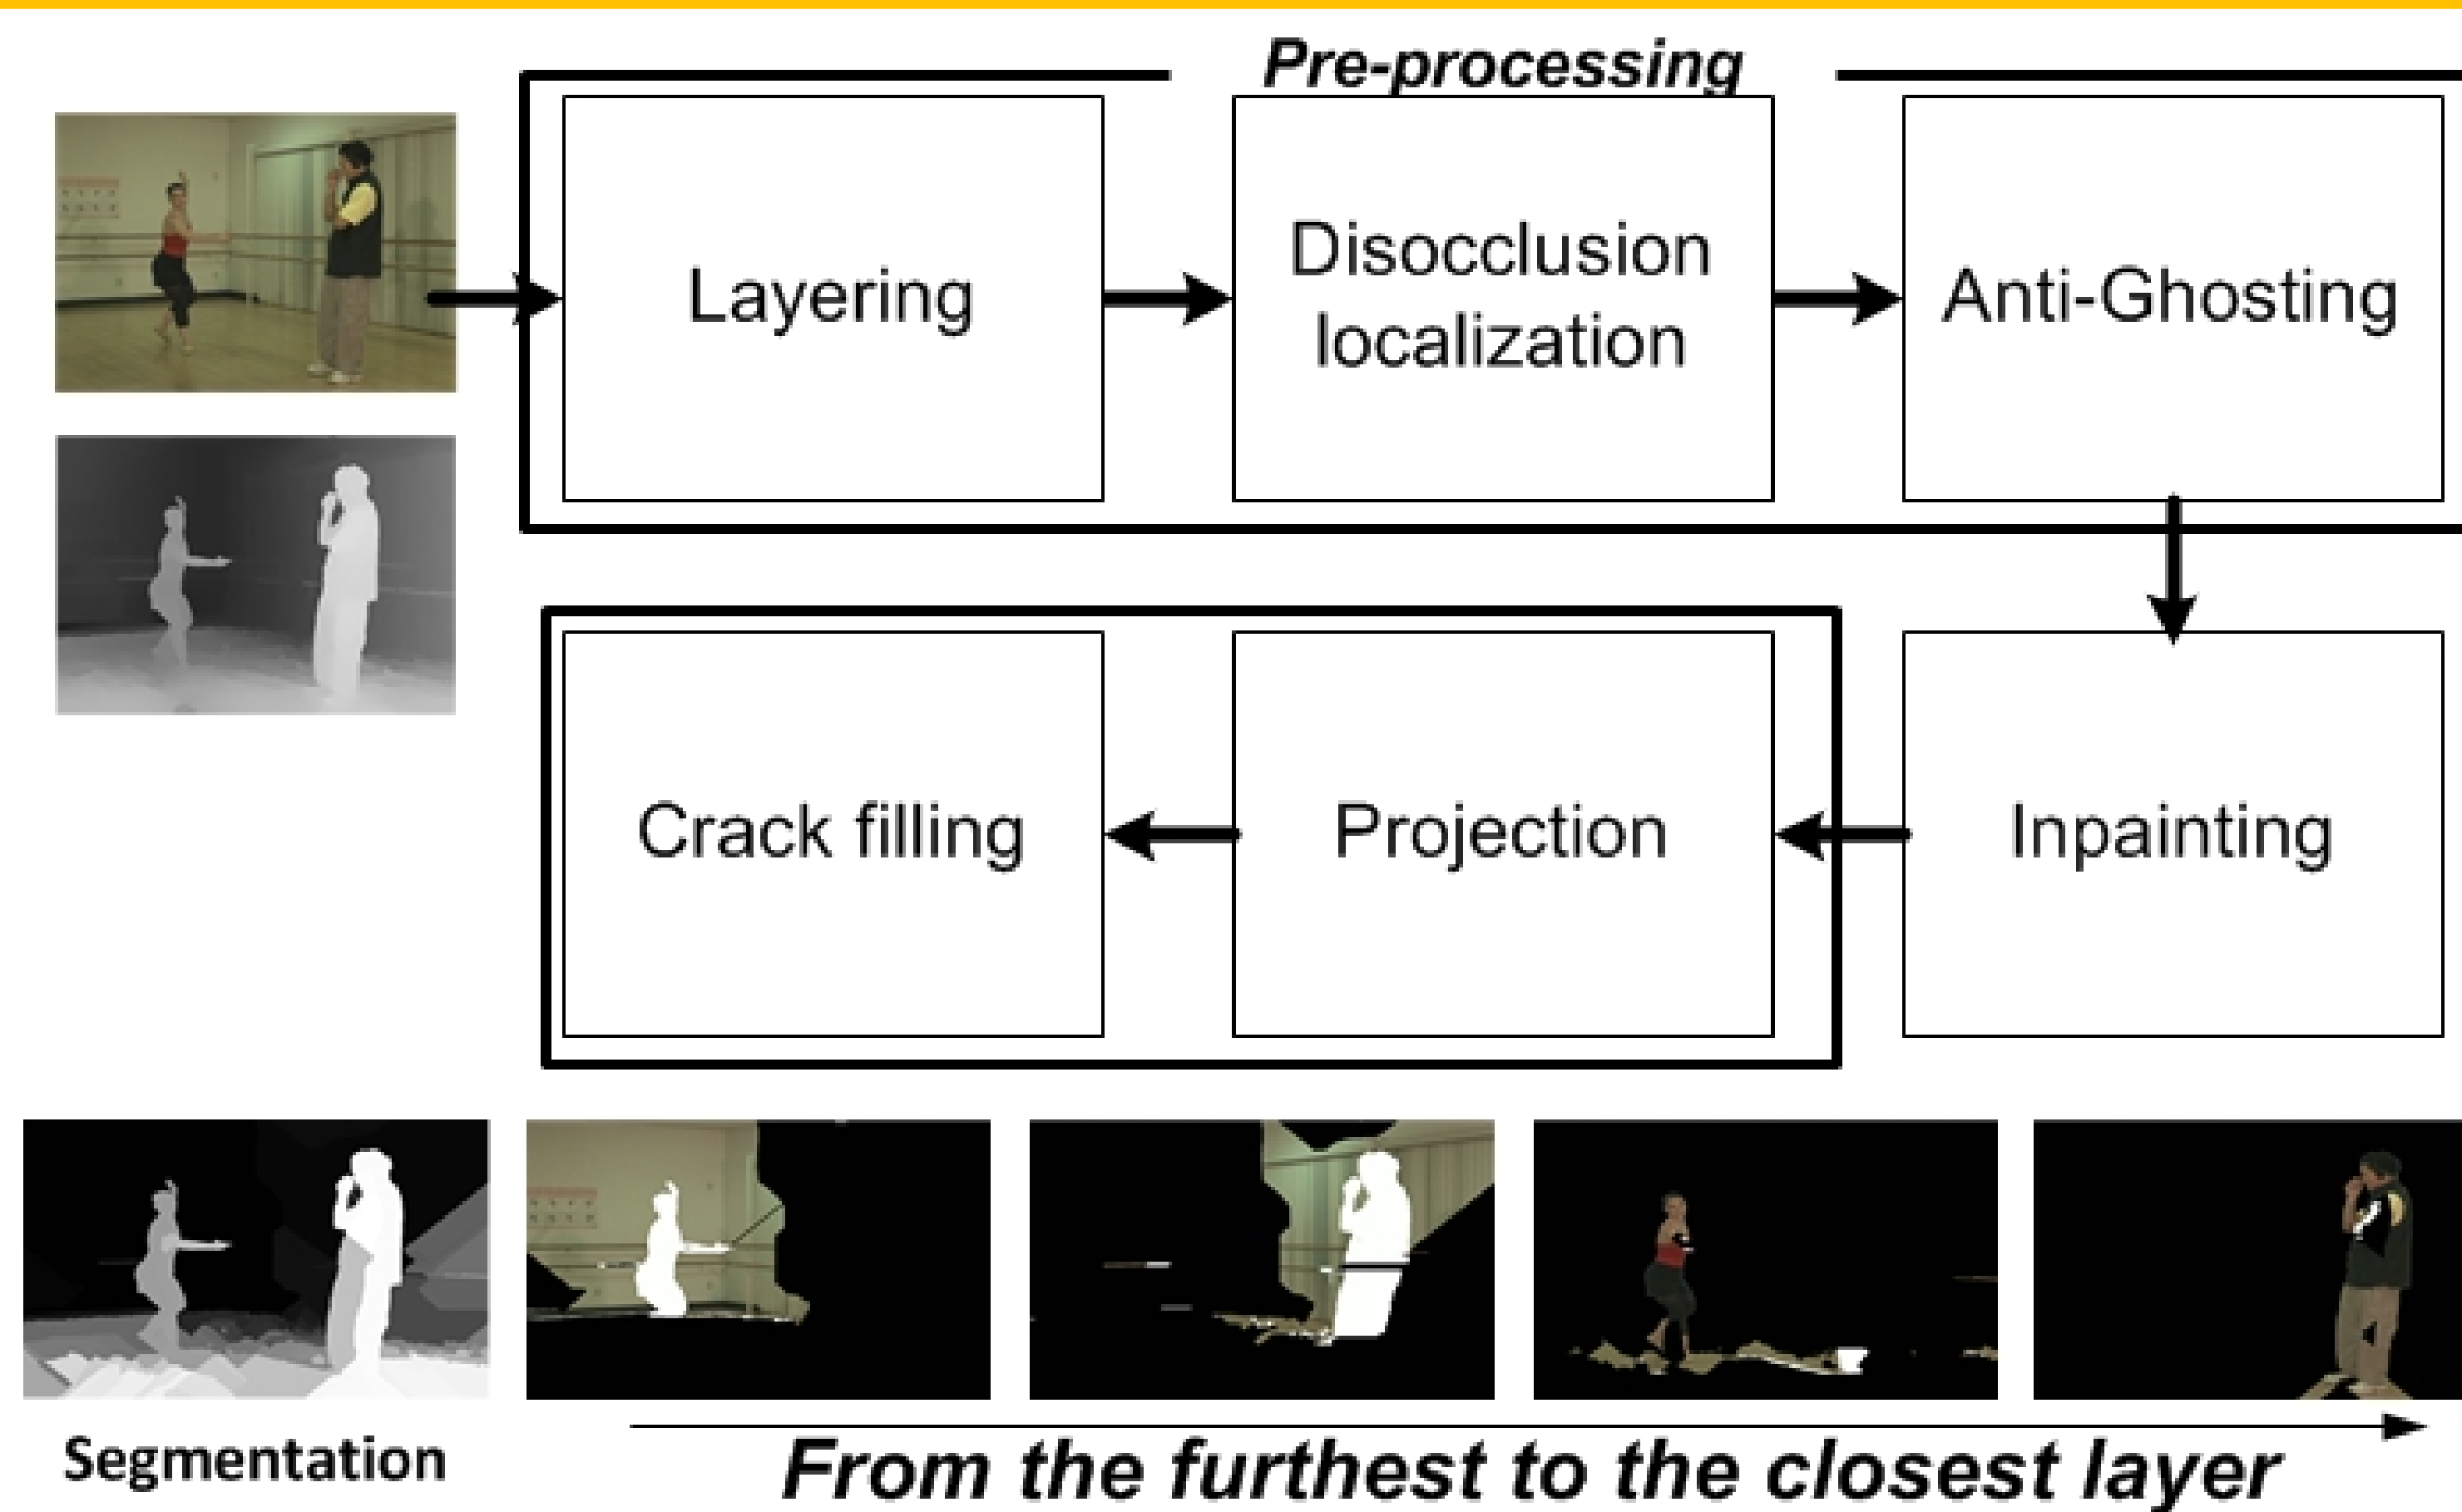 Pre-processing
Layering
Disocclusion
localization
Anti-Ghosting
Crack filling
Projection
Inpainting
Segmentation
From the furthest to the closest layer